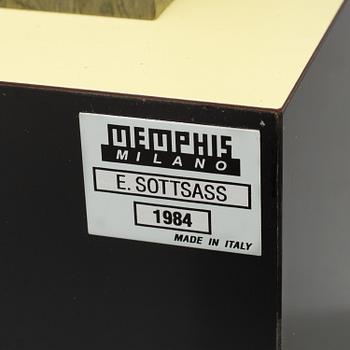 MEMPHIS
MILANO
E. SOTTSASS
1984
MADE IN ITALY